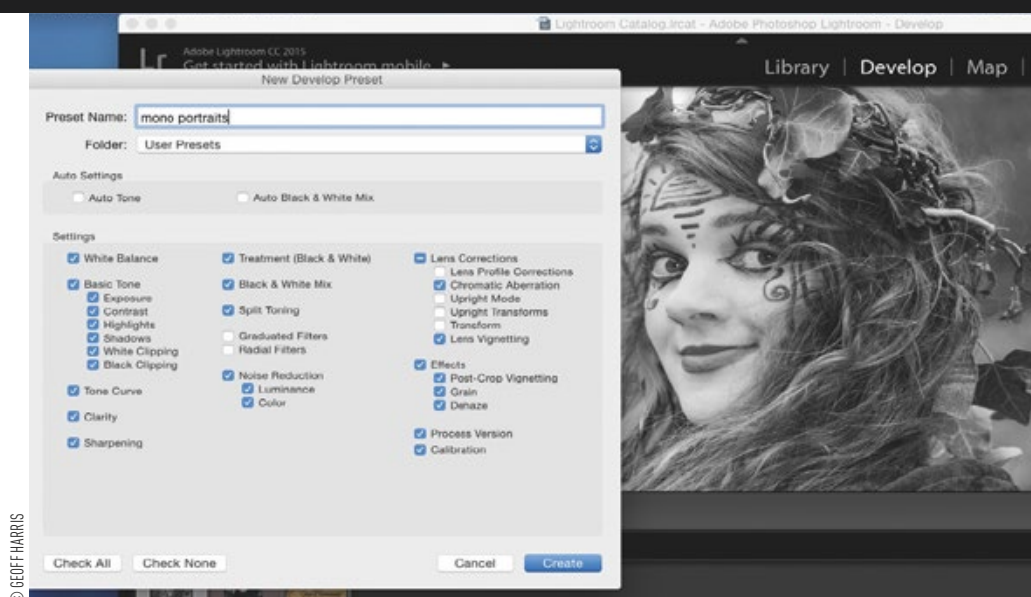 Lightroom Catalog.lrcat - Adobe Photoshop Lightroom - Develop
Lr
Adobe Lightroom CC 2015
Get started with Lightroom mobile ▸
Library | Develop | Map |
New Develop Preset
Preset Name: mono portraits
Folder: User Presets
Auto Settings
Auto Tone
Auto Black & White Mix
Settings
White Balance
Basic Tone
Exposure
Contrast
Highlights
Shadows
White Clipping
Black Clipping
Tone Curve
Clarity
Sharpening
Treatment (Black & White)
Black & White Mix
Split Toning
Graduated Filters
Radial Filters
Noise Reduction
Luminance
Color
Lens Corrections
Lens Profile Corrections
Chromatic Aberration
Upright Mode
Upright Transforms
Transform
Lens Vignetting
Effects
Post-Crop Vignetting
Grain
Dehaze
Process Version
Calibration
Check All
Check None
Cancel
Create
© GEOFF HARRIS